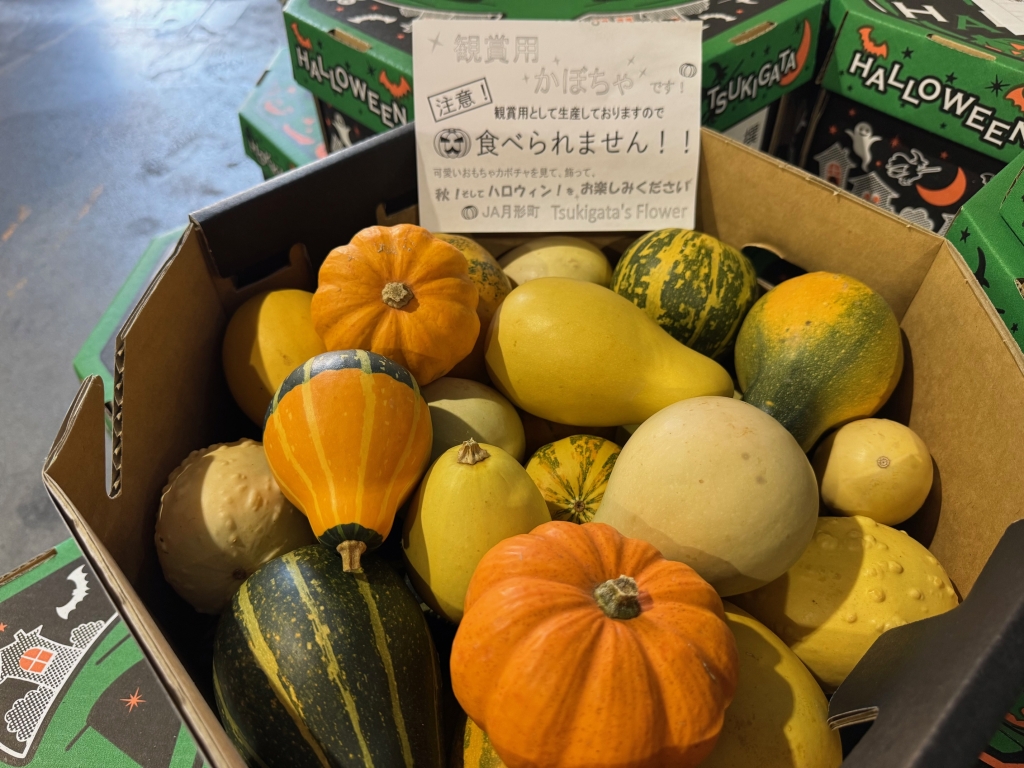 観賞用
かぼちゃ です！
注意！
観賞用として生産しておりますので
食べられません！！
可愛いおもちゃカボチャを見て、飾って。
秋！そして ハロウィン！を、お楽しみください
JA月形町 Tsukigata's Flower
HALLOWEEN
TSUKIGATA
HALLOWEEN